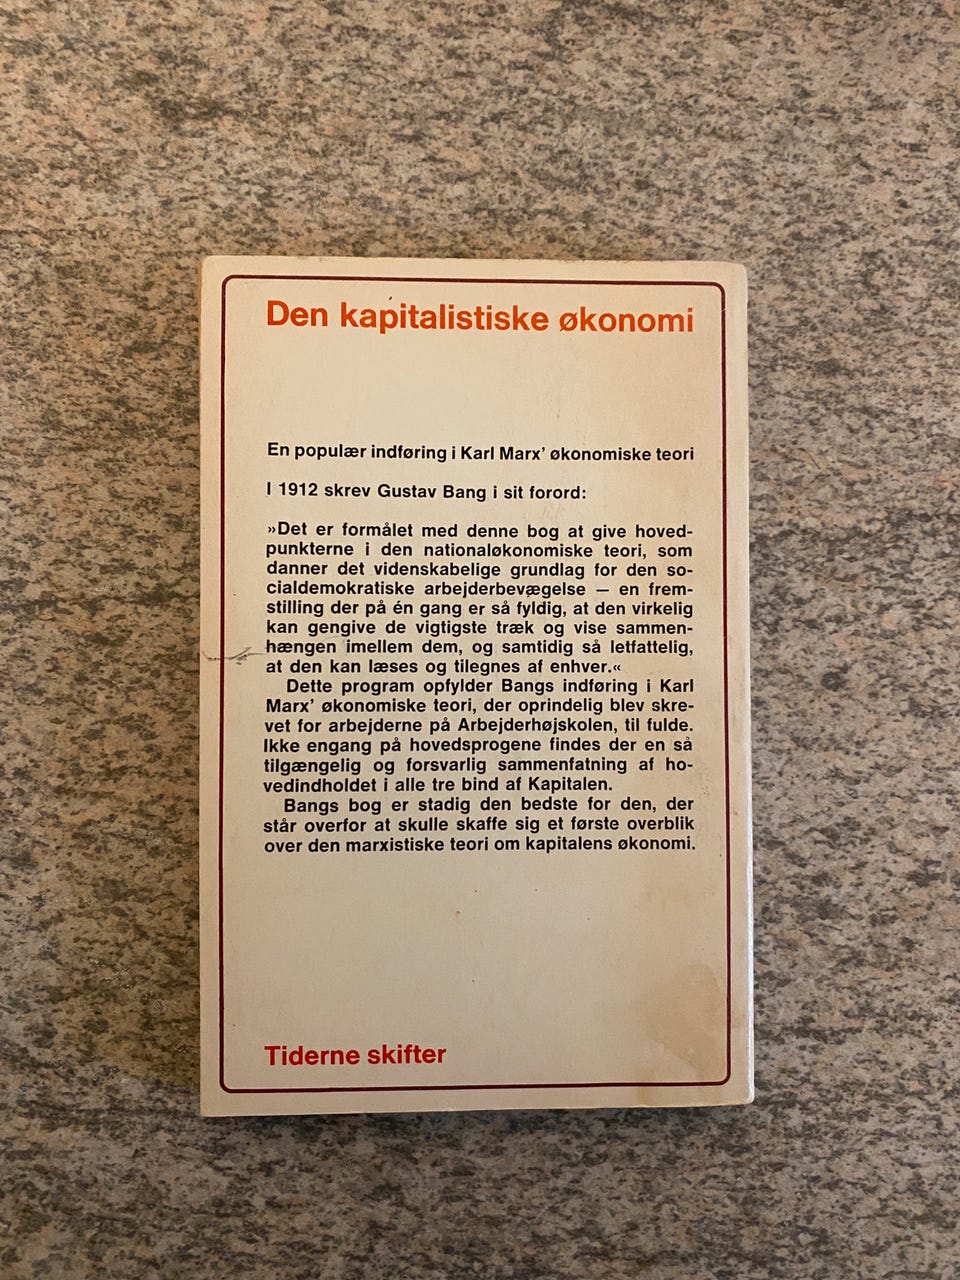 Den kapitalistiske økonomi
En populær indføring i Karl Marx’ økonomiske teori
I 1912 skrev Gustav Bang i sit forord:
»Det er formålet med denne bog at give hoved-
punkterne i den nationaløkonomiske teori, som
danner det videnskabelige grundlag for den so-
cialdemokratiske arbejderbevægelse — en frem-
stilling der på én gang er så fyldig, at den virkelig
kan gengive de vigtigste træk og vise sammen-
hængen imellem dem, og samtidig så letfattelig,
at den kan læses og tilegnes af enhver.«
Dette program opfylder Bangs indføring i Karl
Marx’ økonomiske teori, der oprindelig blev skre-
vet for arbejderne på Arbejderhøjskolen, til fulde.
Ikke engang på hovedsprogene findes der en så
tilgængelig og forsvarlig sammenfatning af ho-
vedindholdet i alle tre bind af Kapitalen.
Bangs bog er stadig den bedste for den, der
står overfor at skulle skaffe sig et første overblik
over den marxistiske teori om kapitalens økonomi.
Tiderne skifter